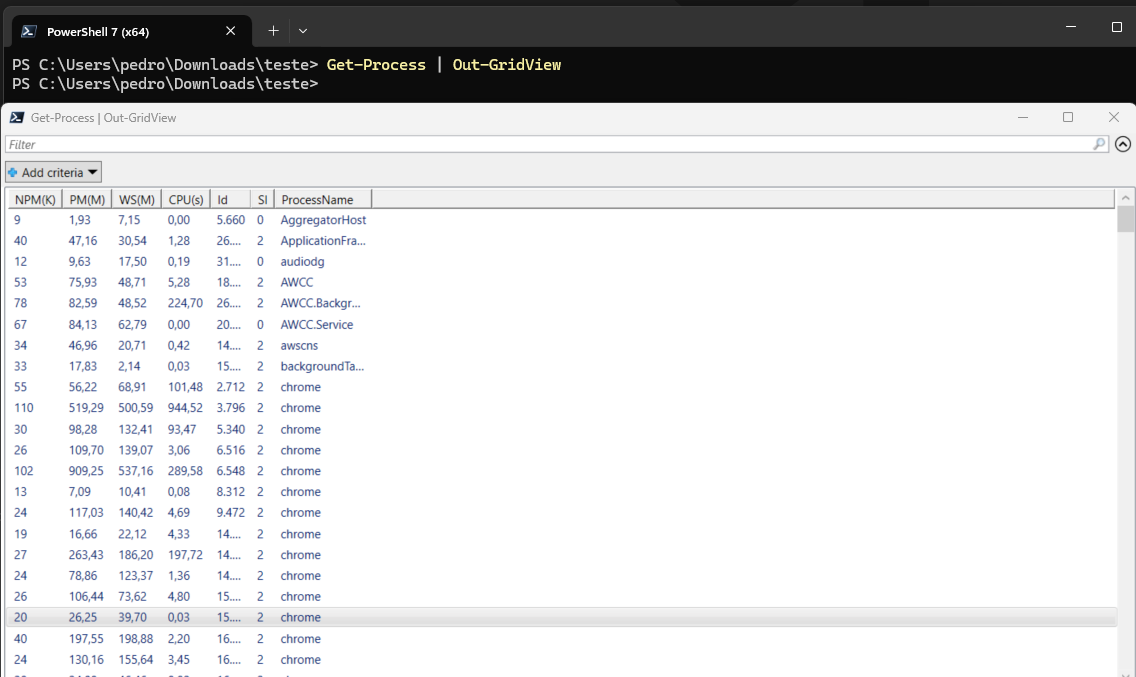 PowerShell 7 (x64)
PS C:\Users\pedro\Downloads\teste> Get-Process | Out-GridView
PS C:\Users\pedro\Downloads\teste>
Get-Process | Out-GridView
Filter
Add criteria
NPM(K) PM(M) WS(M) CPU(s) Id SI ProcessName
9 1,93 7,15 0,00 5.660 0 AggregatorHost
40 47,16 30,54 1,28 26.... 2 ApplicationFra...
12 9,63 17,50 0,19 31.... 0 audiodg
53 75,93 48,71 5,28 18.... 2 AWCC
78 82,59 48,52 224,70 26.... 2 AWCC.Backgr...
67 84,13 62,79 0,00 20.... 0 AWCC.Service
34 46,96 20,71 0,42 14.... 2 awscns
33 17,83 2,14 0,03 15.... 2 backgroundTa...
55 56,22 68,91 101,48 2.712 2 chrome
110 519,29 500,59 944,52 3.796 2 chrome
30 98,28 132,41 93,47 5.340 2 chrome
26 109,70 139,07 3,06 6.516 2 chrome
102 909,25 537,16 289,58 6.548 2 chrome
13 7,09 10,41 0,08 8.312 2 chrome
24 117,03 140,42 4,69 9.472 2 chrome
19 16,66 22,12 4,33 14.... 2 chrome
27 263,43 186,20 197,72 14.... 2 chrome
24 78,86 123,37 1,36 14.... 2 chrome
26 106,44 73,62 4,80 15.... 2 chrome
20 26,25 39,70 0,03 15.... 2 chrome
40 197,55 198,88 2,20 16.... 2 chrome
24 130,16 155,64 3,45 16.... 2 chrome